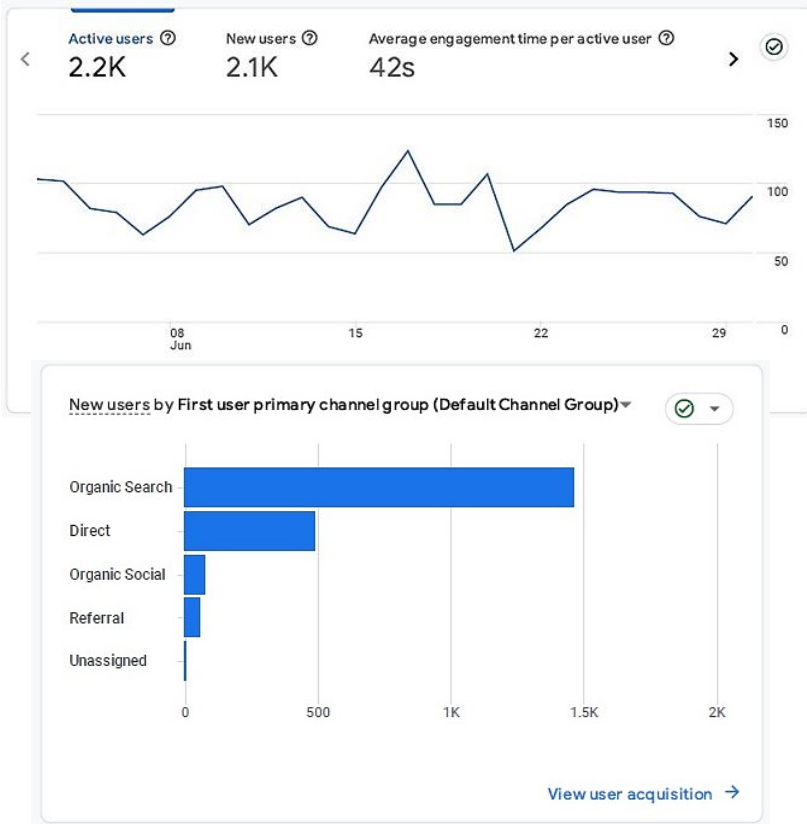 Active users New users Average engagement time per active user
2.2K 2.1K 42s
150
100
50
0
08 15 22 29
Jun
New users by First user primary channel group (Default Channel Group)
Organic Search
Direct
Organic Social
Referral
Unassigned
0 500 1K 1.5K 2K
View user acquisition